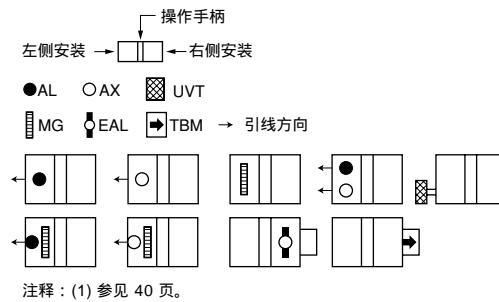 操作手柄
左侧安装 右侧安装
AL AX UVT
MG EAL TBM → 引线方向
注释：(1) 参见 40 页。